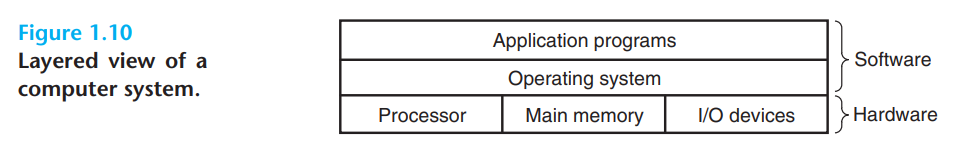 Figure 1.10
Layered view of a
computer system.
Application programs
Operating system
Software
Processor Main memory I/O devices
Hardware